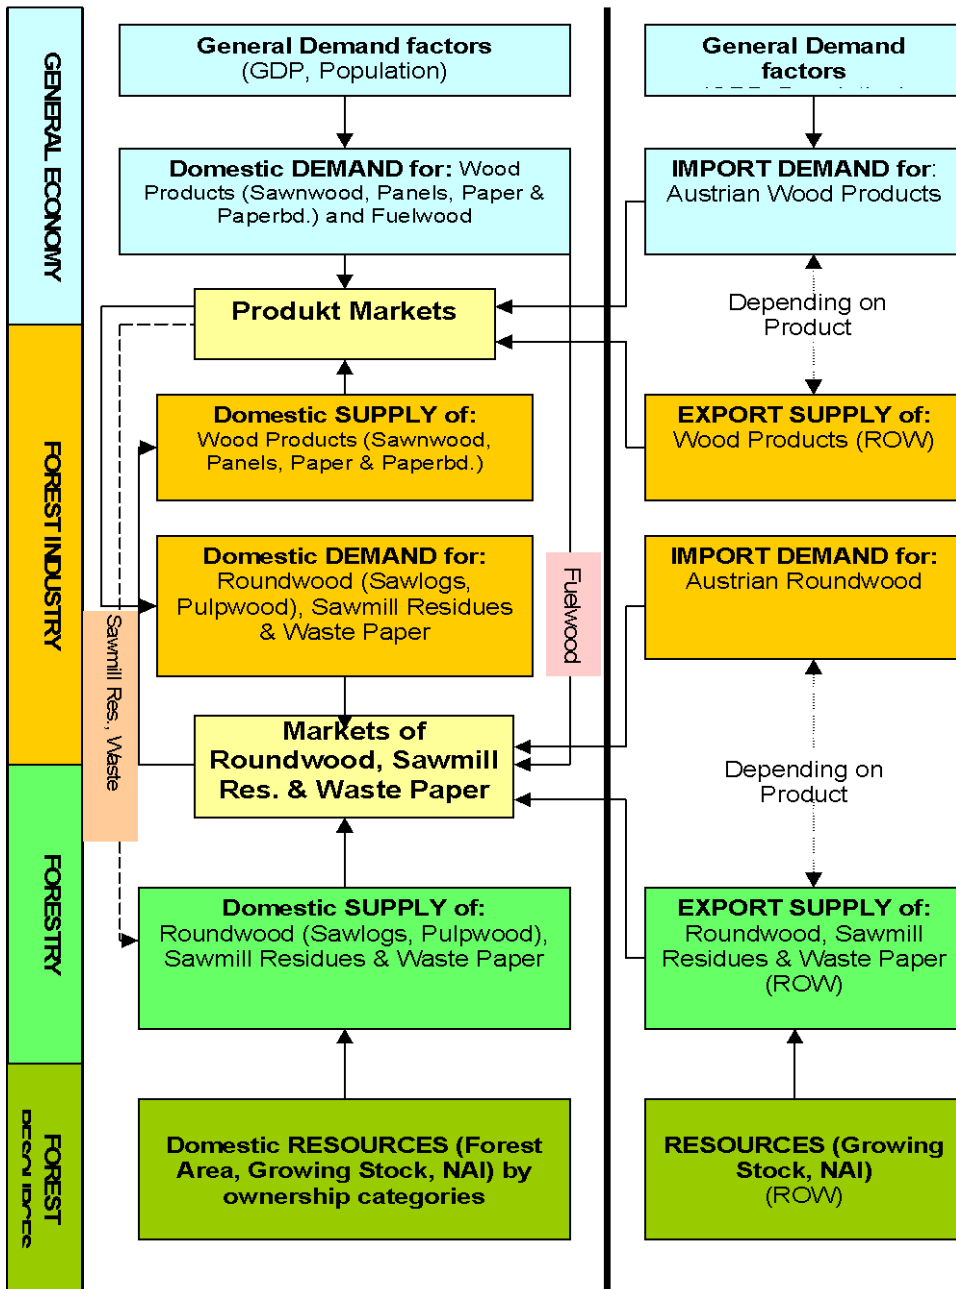 GENERAL ECONOMY
FOREST INDUSTRY
FORESTRY
FOREST
General Demand factors
(GDP, Population)
Domestic DEMAND for: Wood
Products (Sawnwood, Panels, Paper &
Paperbd.) and Fuelwood
Produkt Markets
Domestic SUPPLY of:
Wood Products (Sawnwood,
Panels, Paper & Paperbd.)
Domestic DEMAND for:
Roundwood (Sawlogs,
Pulpwood), Sawmill Residues
& Waste Paper
Sawmill Res., Waste
Fuelwood
Markets of
Roundwood, Sawmill
Res. & Waste Paper
Domestic SUPPLY of:
Roundwood (Sawlogs, Pulpwood),
Sawmill Residues & Waste Paper
Domestic RESOURCES (Forest
Area, Growing Stock, NAI) by
ownership categories
General Demand
factors
IMPORT DEMAND for:
Austrian Wood Products
Depending on
Product
EXPORT SUPPLY of:
Wood Products (ROW)
IMPORT DEMAND for:
Austrian Roundwood
Depending on
Product
EXPORT SUPPLY of:
Roundwood, Sawmill
Residues & Waste Paper
(ROW)
RESOURCES (Growing
Stock, NAI)
(ROW)